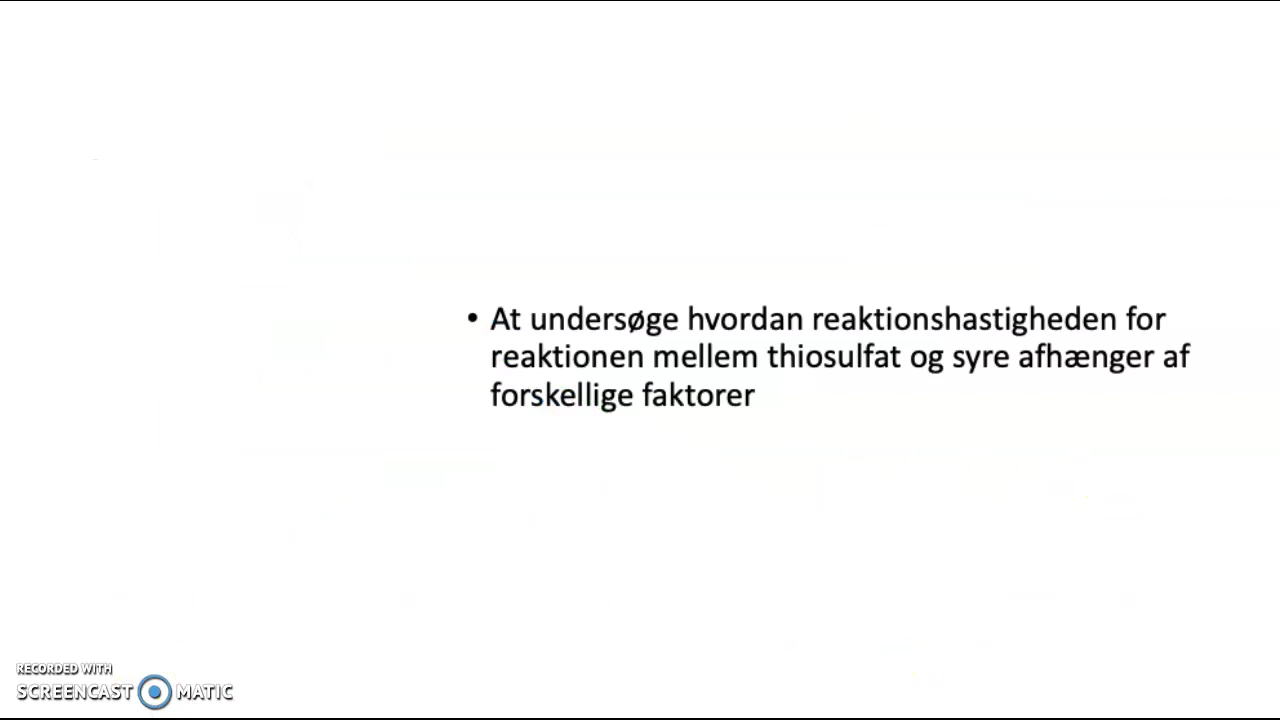 • At undersøge hvordan reaktionshastigheden for
reaktionen mellem thiosulfat og syre afhænger af
forskellige faktorer
RECORDED WITH
SCREENCAST MATIC